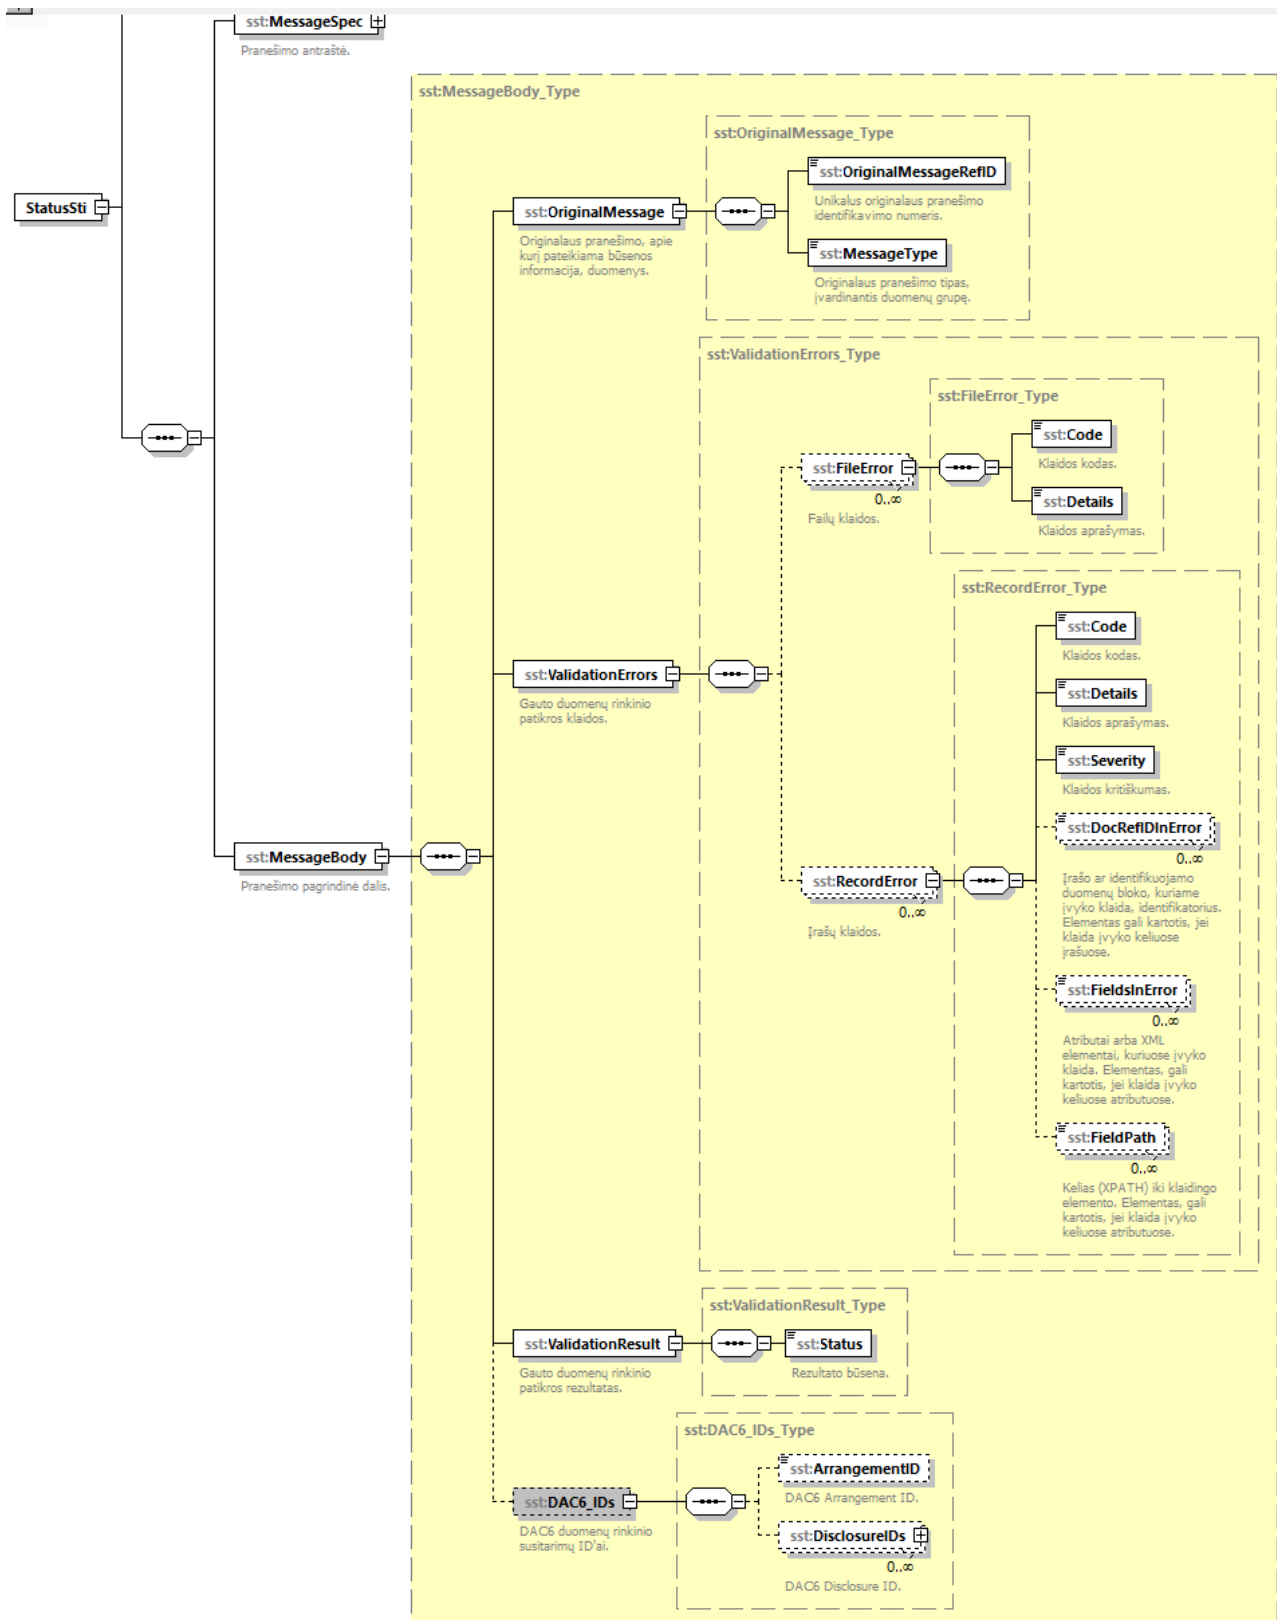 sst:MessageSpec
Pranešimo antraštė.
sst:MessageBody_Type
sst:OriginalMessage_Type
sst:OriginalMessageRefID
Unikalus originalaus pranešimo
identifikavimo numeris.
StatusSti
sst:OriginalMessage
Originalaus pranešimo, apie
kurį pateikiama būsenos
informacija, duomenys.
sst:MessageType
Originalaus pranešimo tipas,
įvardinantis duomenų grupę.
sst:ValidationErrors_Type
sst:FileError_Type
sst:Code
Klaidos kodas.
sst:FileError
0..∞
Failų klaidos.
sst:Details
Klaidos aprašymas.
sst:RecordError_Type
sst:Code
Klaidos kodas.
sst:ValidationErrors
Gauto duomenų rinkinio
patikros klaidos.
sst:Details
Klaidos aprašymas.
sst:Severity
Klaidos kritiškumas.
sst:DocRefIDInError
0..∞
Įrašo ar identifikuojamo
duomenų bloko, kuriame
įvyko klaida, identifikatorius.
Elementas gali kartotis, jei
klaida įvyko keliuose
įrašuose.
sst:MessageBody
Pranešimo pagrindinė dalis.
sst:RecordError
0..∞
Įrašų klaidos.
sst:FieldsInError
0..∞
Atributai arba XML
elementai, kuriuose įvyko
klaida. Elementas, gali
kartotis, jei klaida įvyko
keliuose atributuose.
sst:FieldPath
0..∞
Kelias (XPATH) iki klaidingo
elemento. Elementas, gali
kartotis, jei klaida įvyko
keliuose atributuose.
sst:ValidationResult_Type
sst:ValidationResult
Gauto duomenų rinkinio
patikros rezultatas.
sst:Status
Rezultato būsena.
sst:DAC6_IDs_Type
sst:ArrangementID
DAC6 Arrangement ID.
sst:DAC6_IDs
DAC6 duomenų rinkinio
susitarimų ID'ai.
sst:DisclosureIDs
0..∞
DAC6 Disclosure ID.